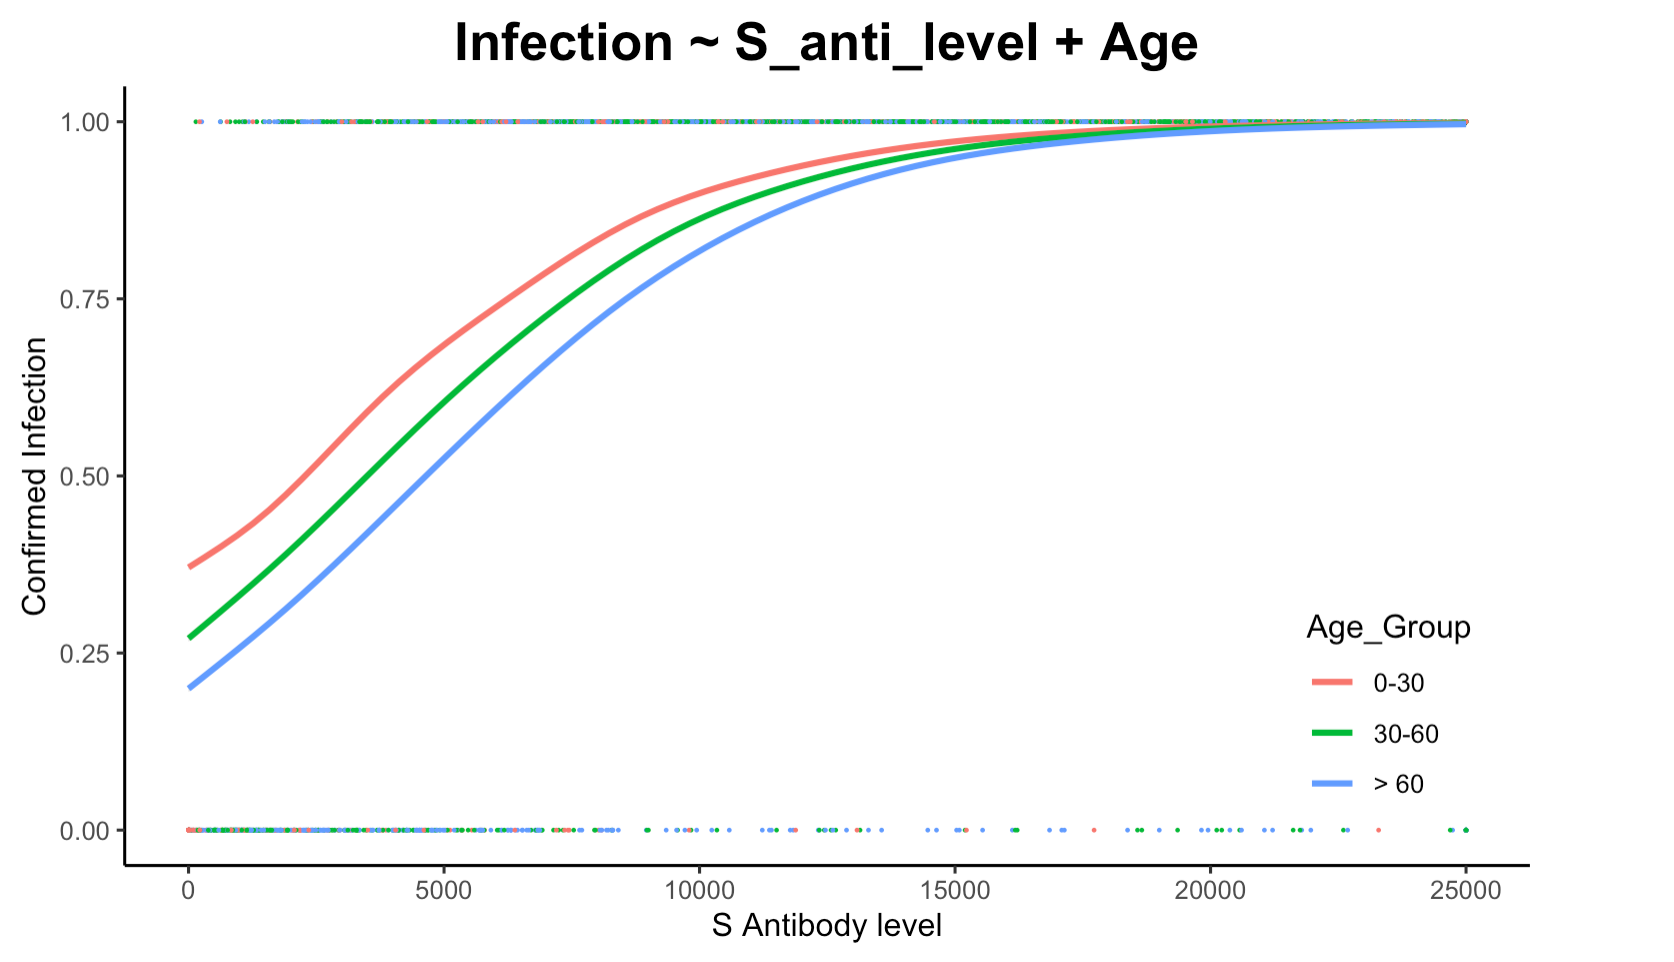 Infection ~ S_anti_level + Age
1.00
0.75
0.50
0.25
0.00
Confirmed Infection
0 5000 10000 15000 20000 25000
S Antibody level
Age_Group
0-30
30-60
> 60